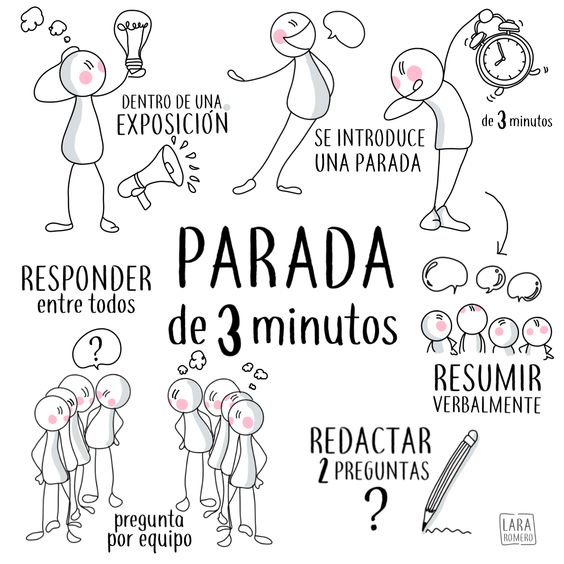 DENTRO DE UNA
EXPOSICIÓN
SE INTRODUCE
UNA PARADA
de 3 minutos
PARADA
de 3 minutos
RESUMIR
VERBALMENTE
REDACTAR
2 PREGUNTAS
?
pregunta
por equipo
?
RESPONDER
entre todos
LARA
ROMERO